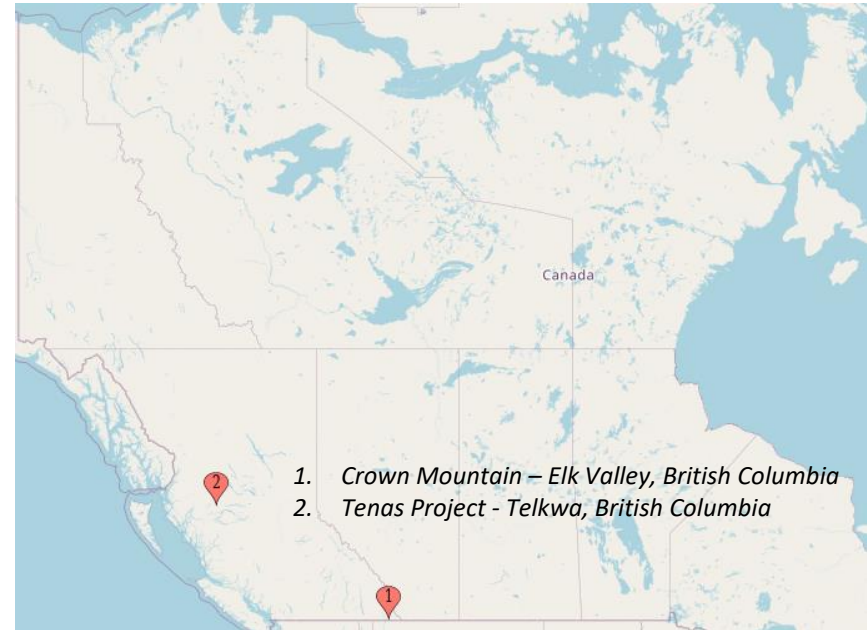 Canada
2
1. Crown Mountain – Elk Valley, British Columbia
2. Tenas Project - Telkwa, British Columbia
1